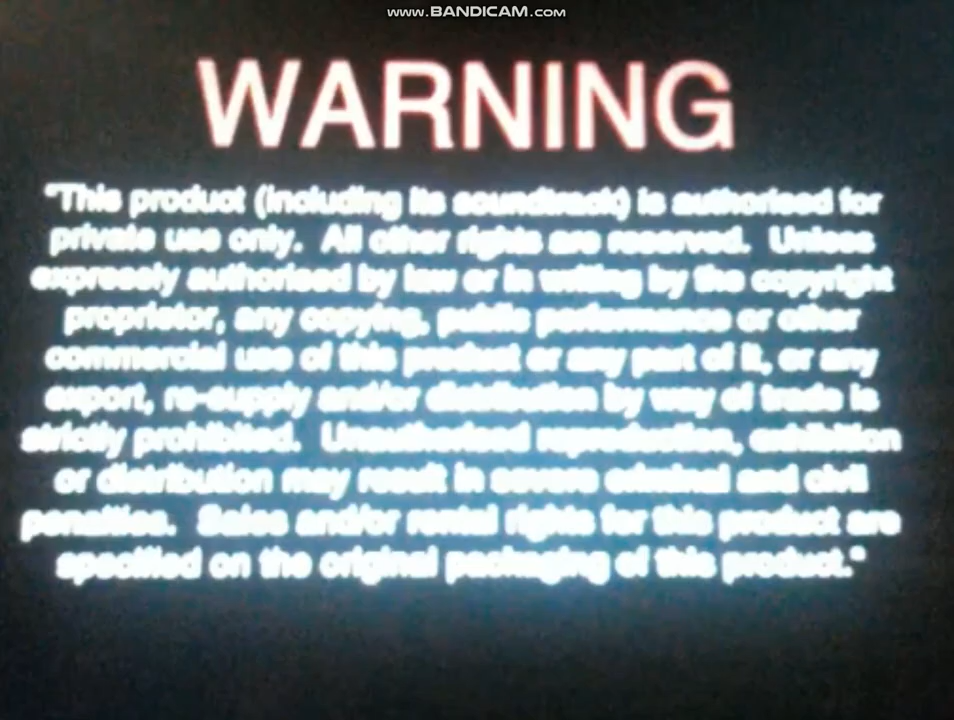 www.BANDICAM.com
WARNING
"This product (including its soundtrack) is authorised for
private use only. All other rights are reserved. Unless
expressly authorised by law or in writing by the copyright
proprietor, any copying, public performance or other
commercial use of this product or any part of it, or any
export, re-supply and/or distribution by way of trade is
strictly prohibited. Unauthorised reproduction, exhibition
or distribution may result in severe criminal and civil
penalties. Sales and/or rental rights for this product are
specified on the original packaging of this product."